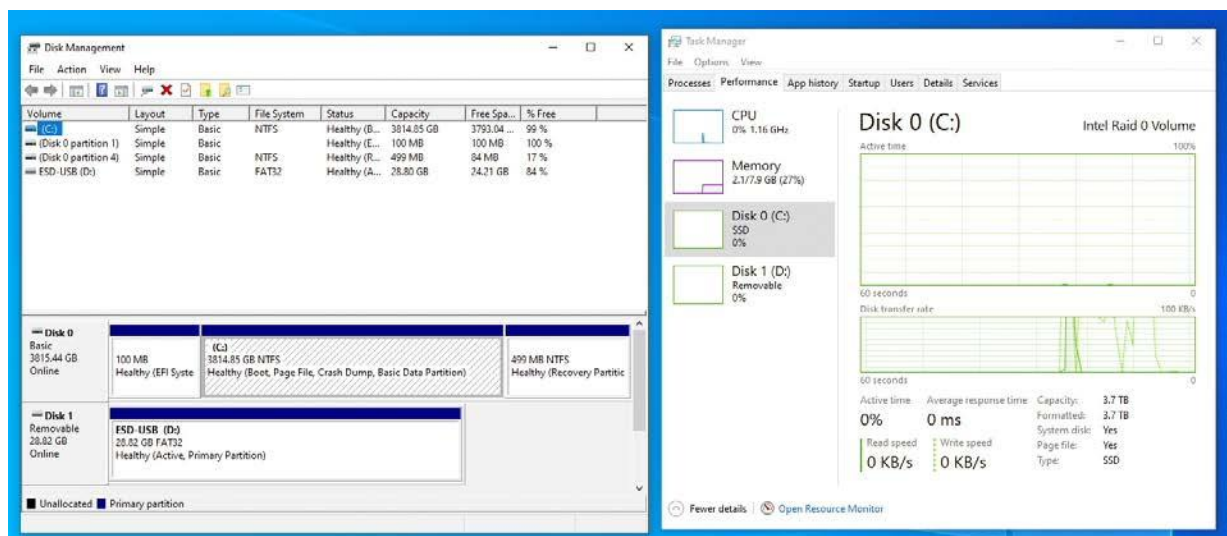 Disk Management
File Action View Help
Volume Layout Type File System Status Capacity Free Spa... % Free
(C:) Simple Basic NTFS Healthy (B... 3814.85 GB 3793.04 ... 99 %
(Disk 0 partition 1) Simple Basic Healthy (E... 100 MB 100 MB 100 %
(Disk 0 partition 4) Simple Basic NTFS Healthy (R... 499 MB 84 MB 17 %
ESD-USB (D:) Simple Basic FAT32 Healthy (A... 28.80 GB 24.21 GB 84 %
Disk 0
Basic
3815.44 GB
Online
100 MB
Healthy (EFI Syste
(C:)
3814.85 GB NTFS
Healthy (Boot, Page File, Crash Dump, Basic Data Partition)
499 MB NTFS
Healthy (Recovery Partitic
Disk 1
Removable
28.82 GB
Online
ESD-USB (D:)
28.82 GB FAT32
Healthy (Active, Primary Partition)
Unallocated Primary partition
Task Manager
File Options View
Processes Performance App history Startup Users Details Services
CPU
0% 1.16 GHz
Memory
2.1/7.9 GB (27%)
Disk 0 (C:)
SSD
0%
Disk 1 (D:)
Removable
0%
Disk 0 (C:) Intel Raid 0 Volume
Active time 100%
60 seconds 0
Disk transfer rate 100 KB/s
60 seconds 0
Active time Average response time
0% 0 ms
Read speed Write speed
0 KB/s 0 KB/s
Capacity: 3.7 TB
Formatted: 3.7 TB
System disk: Yes
Page file: Yes
Type: SSD
Fewer details Open Resource Monitor